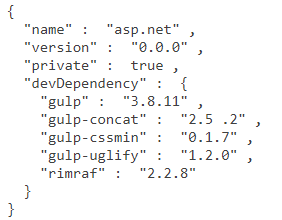 {
"name" : "asp.net" ,
"version" : "0.0.0" ,
"private" : true ,
"devDependency" : {
"gulp" : "3.8.11" ,
"gulp-concat" : "2.5 .2" ,
"gulp-cssmin" : "0.1.7" ,
"gulp-uglify" : "1.2.0" ,
"rimraf" : "2.2.8"
}
}